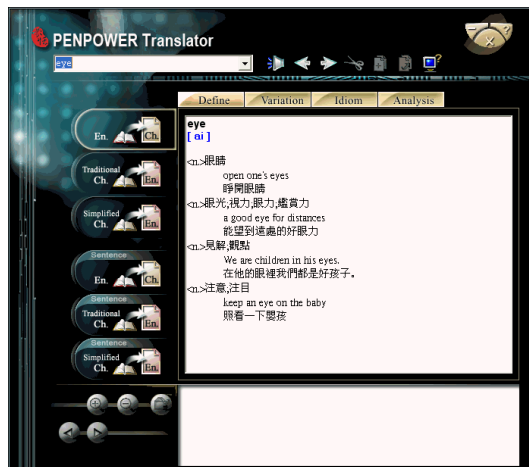 PENPOWER Translator
eye
Define Variation Idiom Analysis
En. Ch.
Traditional Ch. En.
Simplified Ch. En.
Sentence
En. Ch.
Sentence
Traditional Ch. En.
Sentence
Simplified Ch. En.
eye
[ ai ]
<n.>眼睛
open one's eyes
睜開眼睛
<n.>眼光;視力;眼力;鑑賞力
a good eye for distances
能望到遠處的好眼力
<n.>見解;觀點
We are children in his eyes.
在他的眼裡我們都是好孩子。
<n.>注意;注目
keep an eye on the baby
照看一下嬰孩